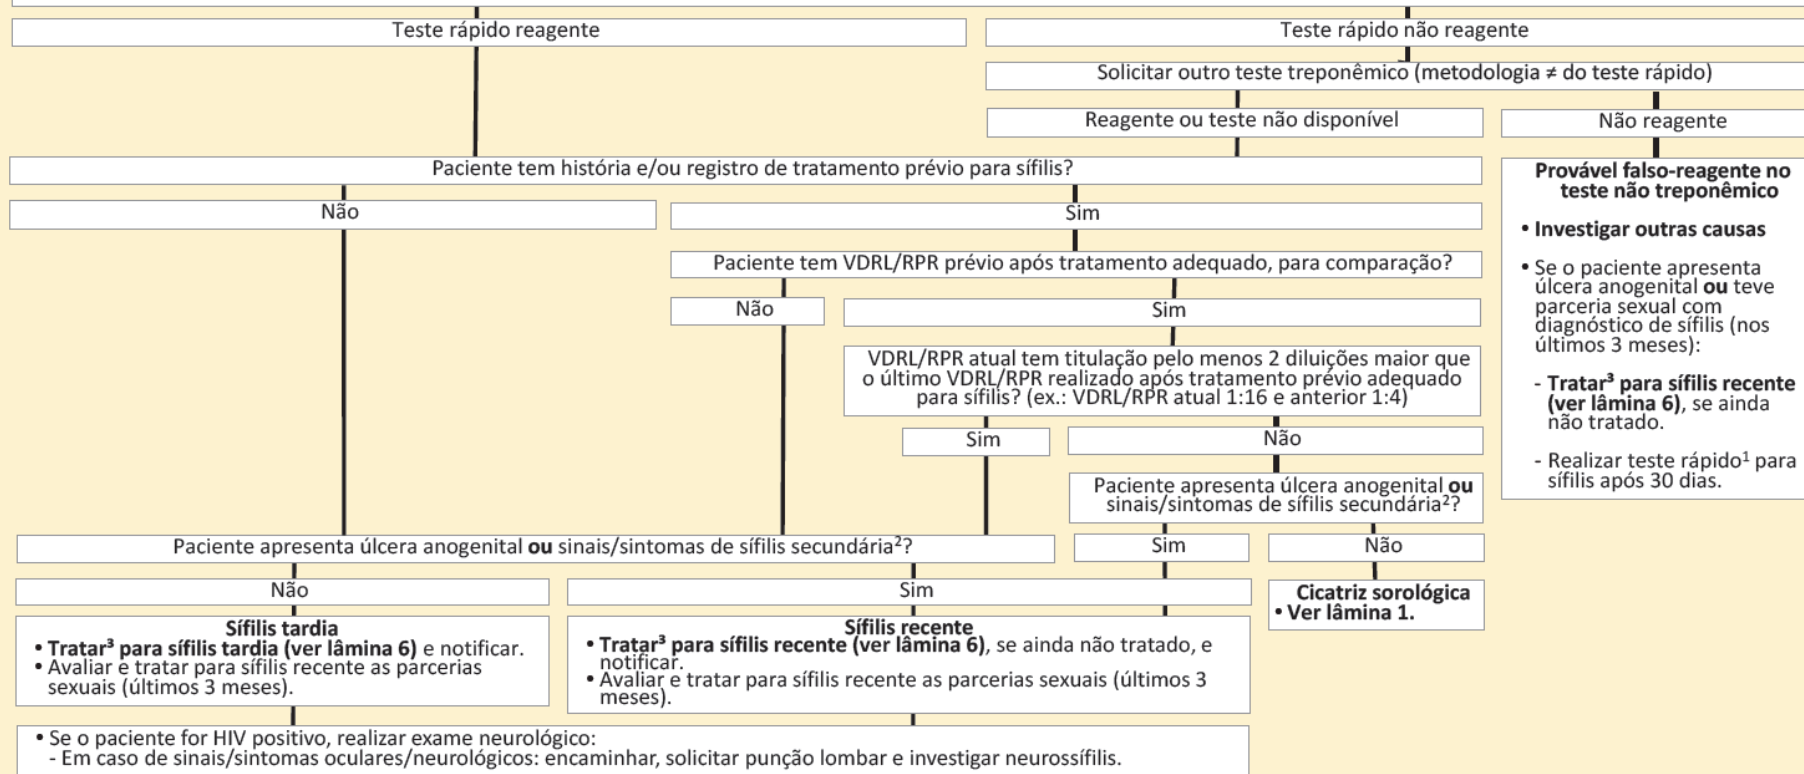 Teste rápido reagente
Teste rápido não reagente
Solicitar outro teste treponêmico (metodologia ≠ do teste rápido)
Reagente ou teste não disponível
Não reagente
Paciente tem história e/ou registro de tratamento prévio para sífilis?
Provável falso-reagente no
teste não treponêmico
• Investigar outras causas
• Se o paciente apresenta
úlcera anogenital ou teve
parceria sexual com
diagnóstico de sífilis (nos
últimos 3 meses):
- Tratar³ para sífilis recente
(ver lâmina 6), se ainda
não tratado.
- Realizar teste rápido¹ para
sífilis após 30 dias.
Não
Sim
Paciente tem VDRL/RPR prévio após tratamento adequado, para comparação?
Não
Sim
VDRL/RPR atual tem titulação pelo menos 2 diluições maior que
o último VDRL/RPR realizado após tratamento prévio adequado
para sífilis? (ex.: VDRL/RPR atual 1:16 e anterior 1:4)
Sim
Não
Paciente apresenta úlcera anogenital ou
sinais/sintomas de sífilis secundária²?
Paciente apresenta úlcera anogenital ou sinais/sintomas de sífilis secundária²?
Sim
Não
Não
Sim
Cicatriz sorológica
• Ver lâmina 1.
Sífilis tardia
• Tratar³ para sífilis tardia (ver lâmina 6) e notificar.
• Avaliar e tratar para sífilis recente as parcerias
sexuais (últimos 3 meses).
Sífilis recente
• Tratar³ para sífilis recente (ver lâmina 6), se ainda não tratado, e
notificar.
• Avaliar e tratar para sífilis recente as parcerias sexuais (últimos 3
meses).
• Se o paciente for HIV positivo, realizar exame neurológico:
- Em caso de sinais/sintomas oculares/neurológicos: encaminhar, solicitar punção lombar e investigar neurossífilis.